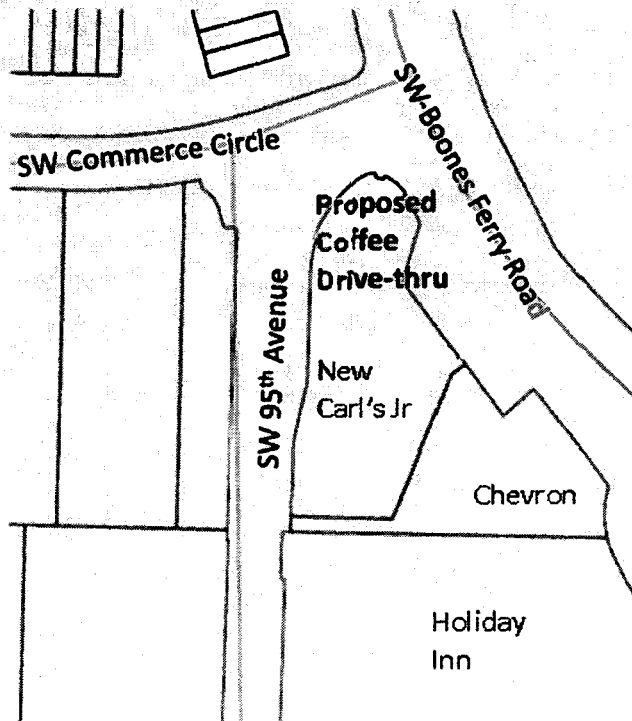 SW Commerce Circle
SW-Boones Ferry-Road
Proposed
Coffee
Drive-thru
SW 95th Avenue
New
Carl's Jr
Chevron
Holiday
Inn